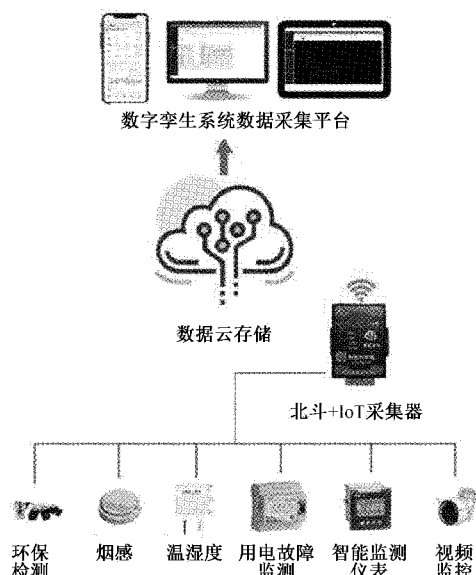 数字孪生系统数据采集平台
数据云存储
北斗+IoT采集器
环保
检测
烟感
温湿度
用电故障
监测
智能监测
仪表
视频
监控